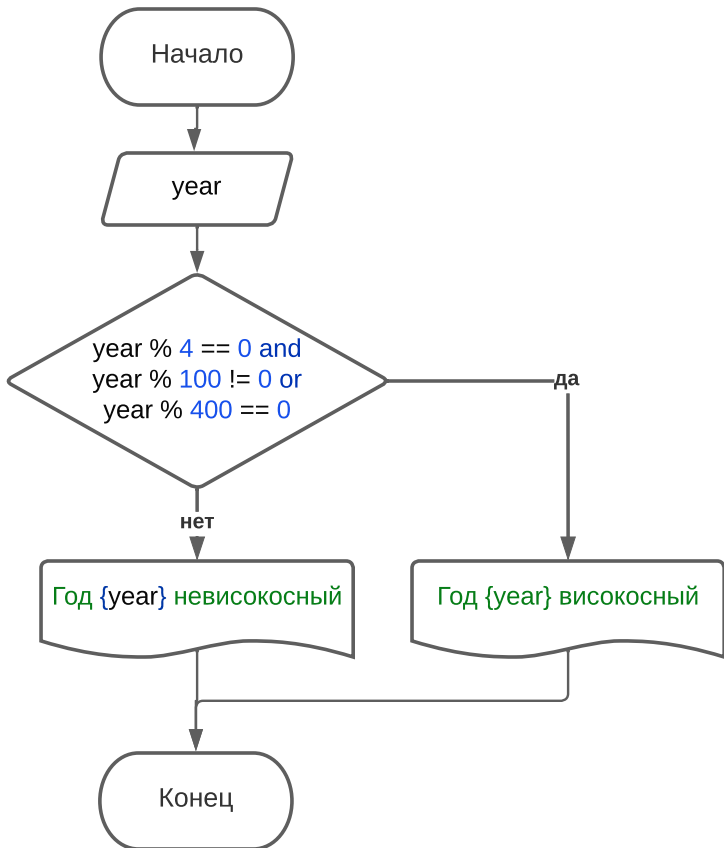 Начало
year
year % 4 == 0 and
year % 100 != 0 or
year % 400 == 0
да
нет
Год {year} невисокосный
Год {year} високосный
Конец